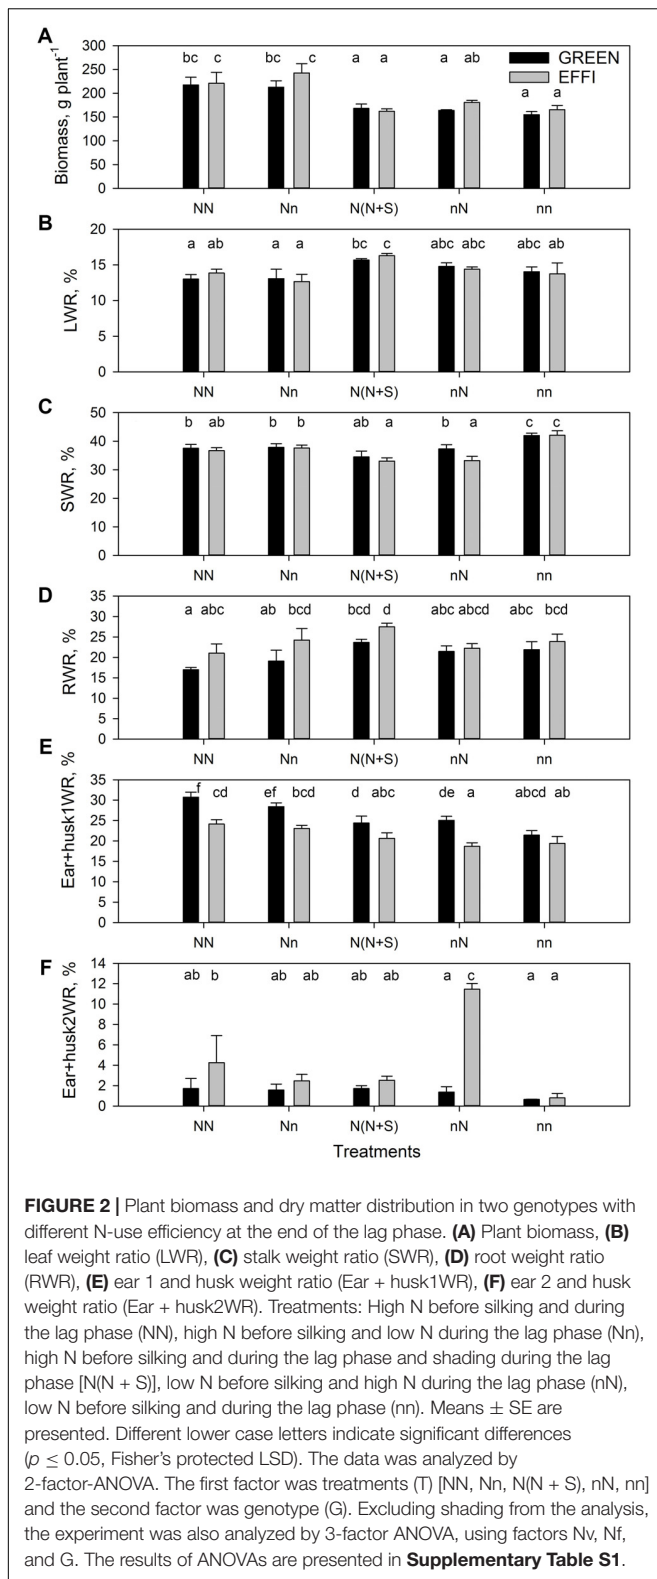 A
300
250
200
150
100
50
0
Biomass, g plant⁻¹
bc c bc c a a a ab a a
GREEN
EFFI
NN Nn N(N+S) nN nn
B
20
15
10
5
0
LWR, %
a ab a a bc c abc abc abc ab
NN Nn N(N+S) nN nn
C
50
40
30
20
10
0
SWR, %
b ab b b ab a b a c c
NN Nn N(N+S) nN nn
D
35
30
25
20
15
10
5
0
RWR, %
a abc ab bcd bcd d abc abcd abc bcd
NN Nn N(N+S) nN nn
E
35
30
25
20
15
10
5
0
Ear+husk1WR, %
f cd ef bcd d abc de a abcd ab
NN Nn N(N+S) nN nn
F
14
12
10
8
6
4
2
0
Ear+husk2WR, %
ab b ab ab ab ab a c a a
NN Nn N(N+S) nN nn
Treatments
FIGURE 2 | Plant biomass and dry matter distribution in two genotypes with
different N-use efficiency at the end of the lag phase. (A) Plant biomass, (B)
leaf weight ratio (LWR), (C) stalk weight ratio (SWR), (D) root weight ratio
(RWR), (E) ear 1 and husk weight ratio (Ear + husk1WR), (F) ear 2 and husk
weight ratio (Ear + husk2WR). Treatments: High N before silking and during
the lag phase (NN), high N before silking and low N during the lag phase (Nn),
high N before silking and during the lag phase and shading during the lag
phase [N(N + S)], low N before silking and high N during the lag phase (nN),
low N before silking and during the lag phase (nn). Means ± SE are
presented. Different lower case letters indicate significant differences
(p ≤ 0.05, Fisher's protected LSD). The data was analyzed by
2-factor-ANOVA. The first factor was treatments (T) [NN, Nn, N(N + S), nN, nn]
and the second factor was genotype (G). Excluding shading from the analysis,
the experiment was also analyzed by 3-factor ANOVA, using factors Nv, Nf,
and G. The results of ANOVAs are presented in Supplementary Table S1.